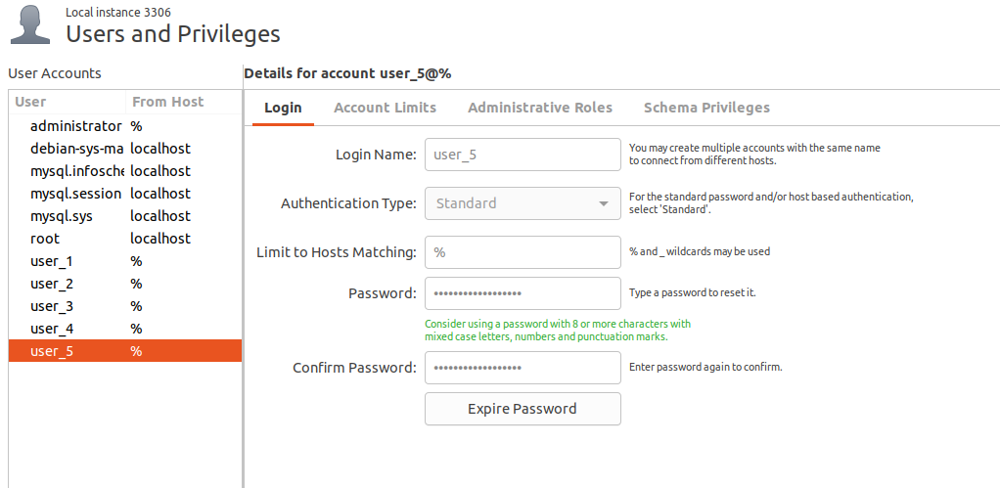 Local instance 3306
Users and Privileges
User Accounts
Details for account user_5@%
User From Host
administrator %
debian-sys-ma localhost
mysql.infosche localhost
mysql.session localhost
mysql.sys localhost
root localhost
user_1 %
user_2 %
user_3 %
user_4 %
user_5 %
Login Account Limits Administrative Roles Schema Privileges
Login Name: user_5 You may create multiple accounts with the same name
to connect from different hosts.
Authentication Type: Standard For the standard password and/or host based authentication,
select 'Standard'.
Limit to Hosts Matching: % % and _ wildcards may be used
Password: •••••••••••••••••• Type a password to reset it.
Consider using a password with 8 or more characters with
mixed case letters, numbers and punctuation marks.
Confirm Password: •••••••••••••••••• Enter password again to confirm.
Expire Password